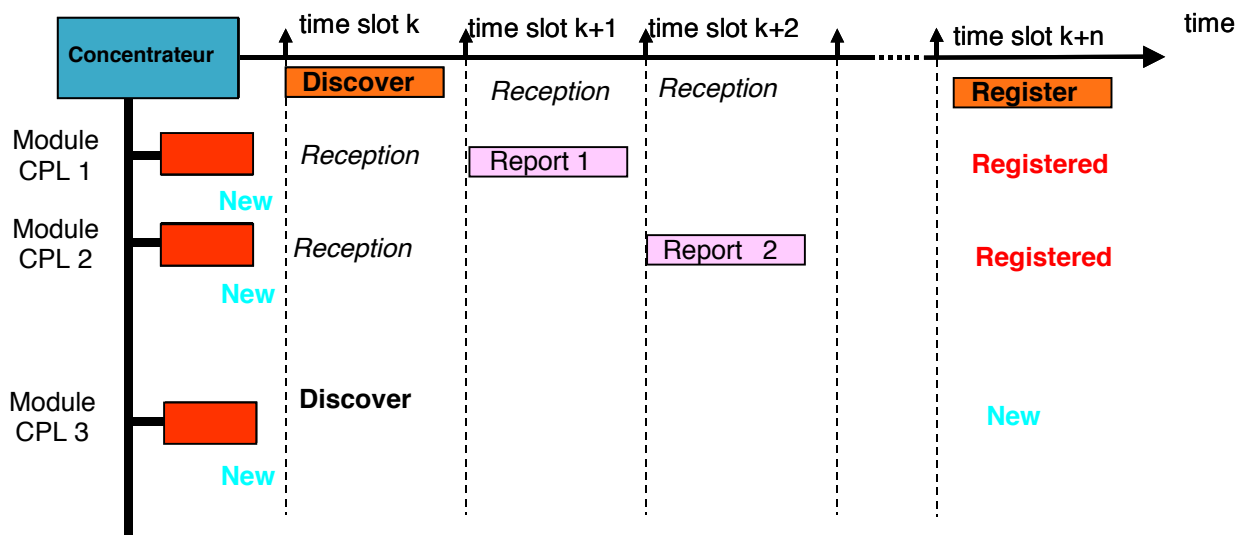 time slot k
time slot k+1
time slot k+2
time slot k+n
time
Concentrateur
Discover
Reception
Reception
Register
Module
CPL 1
Reception
Report 1
Registered
New
Module
CPL 2
Reception
Report 2
Registered
New
Module
CPL 3
Discover
New
New